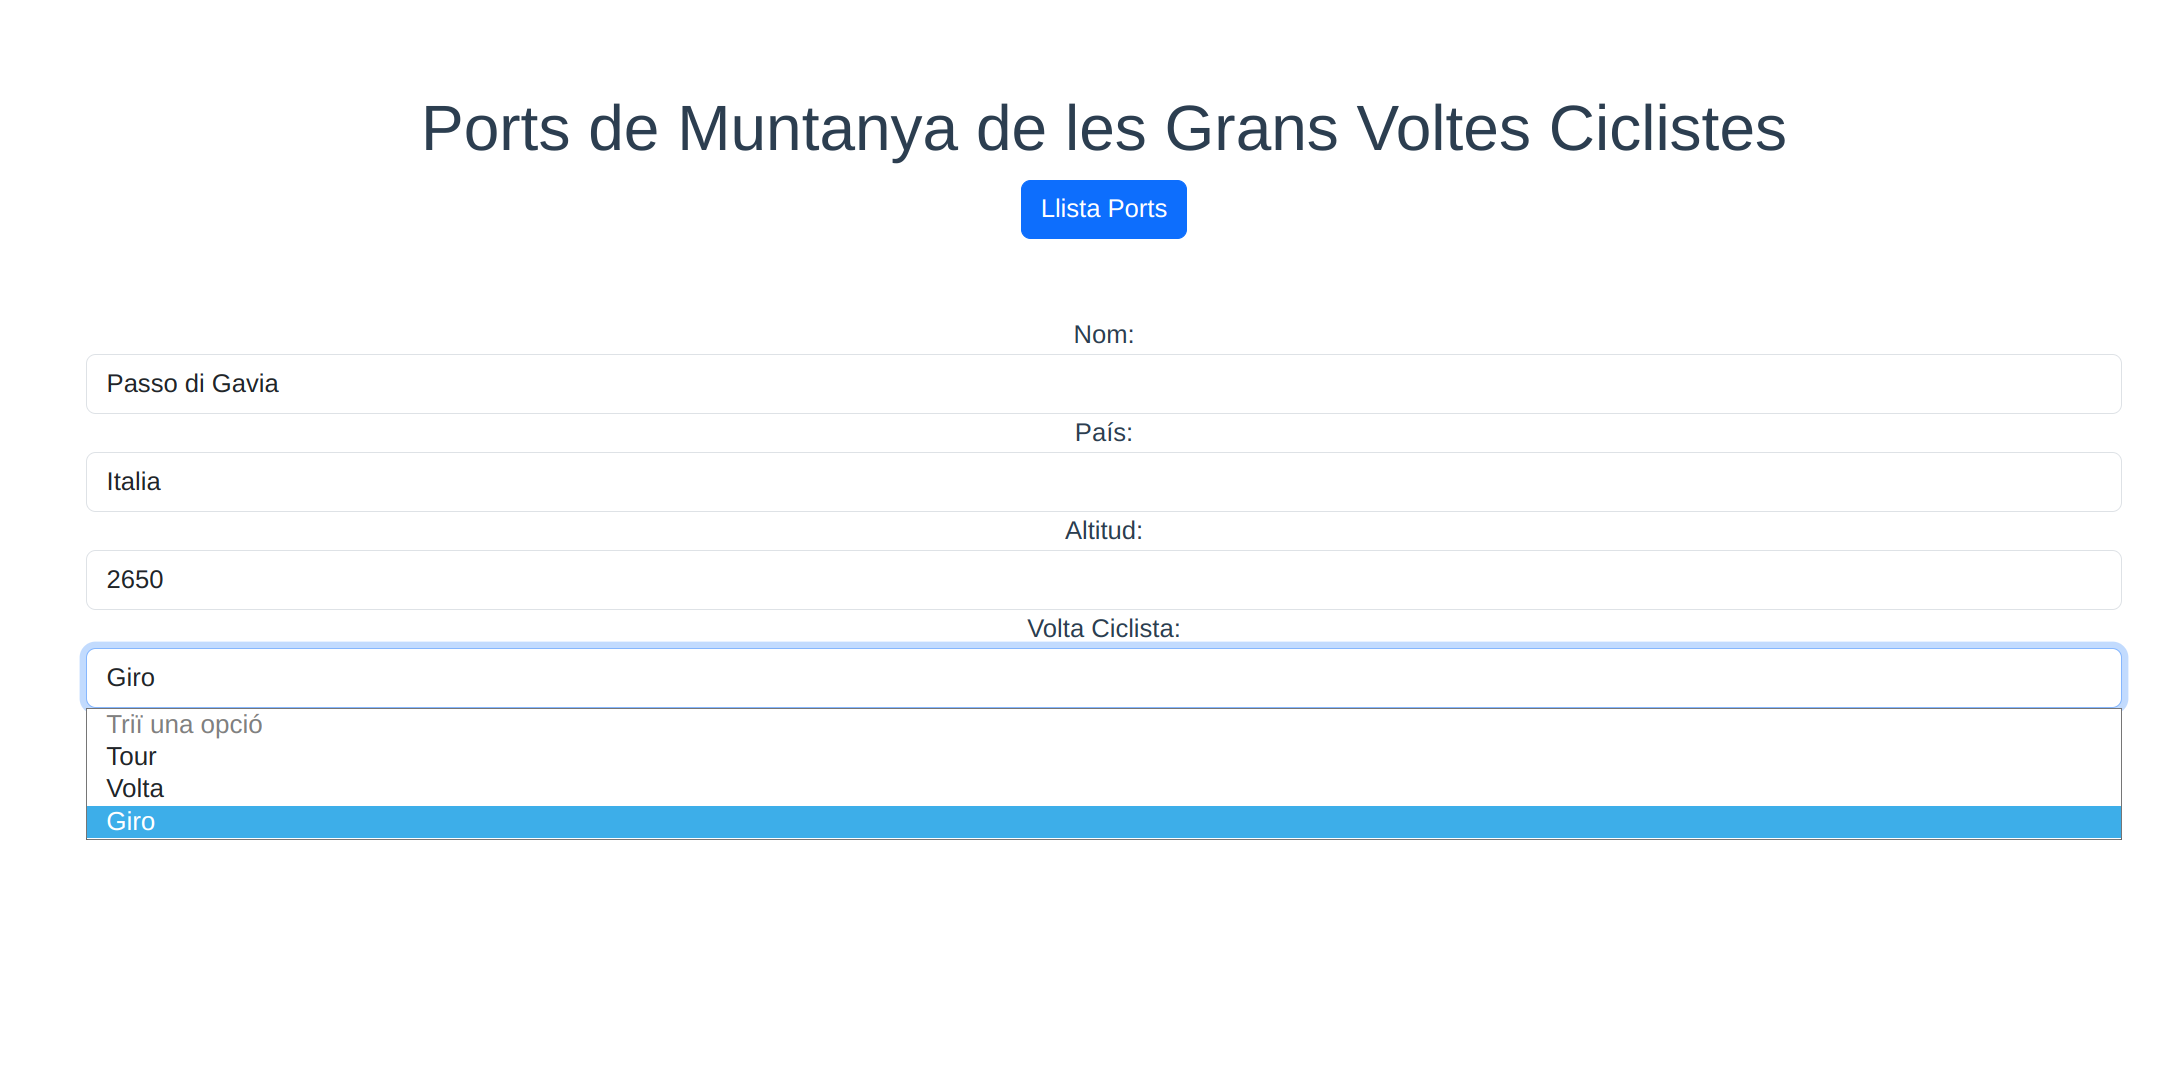 Ports de Muntanya de les Grans Voltes Ciclistes
Llista Ports
Nom:
Passo di Gavia
País:
Italia
Altitud:
2650
Volta Ciclista:
Giro
Triï una opció
Tour
Volta
Giro